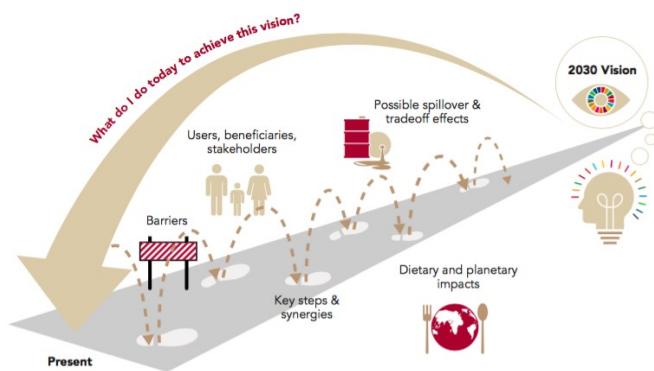 What do I do today to achieve this vision?
2030 Vision
Possible spillover &
tradeoff effects
Users, beneficiaries,
stakeholders
Barriers
Dietary and planetary
impacts
Key steps &
synergies
Present